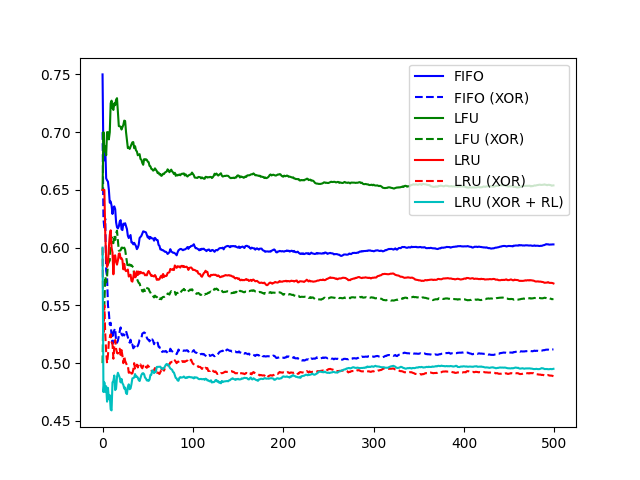 0.75
0.70
0.65
0.60
0.55
0.50
0.45
0
100
200
300
400
500
FIFO
FIFO (XOR)
LFU
LFU (XOR)
LRU
LRU (XOR)
LRU (XOR + RL)